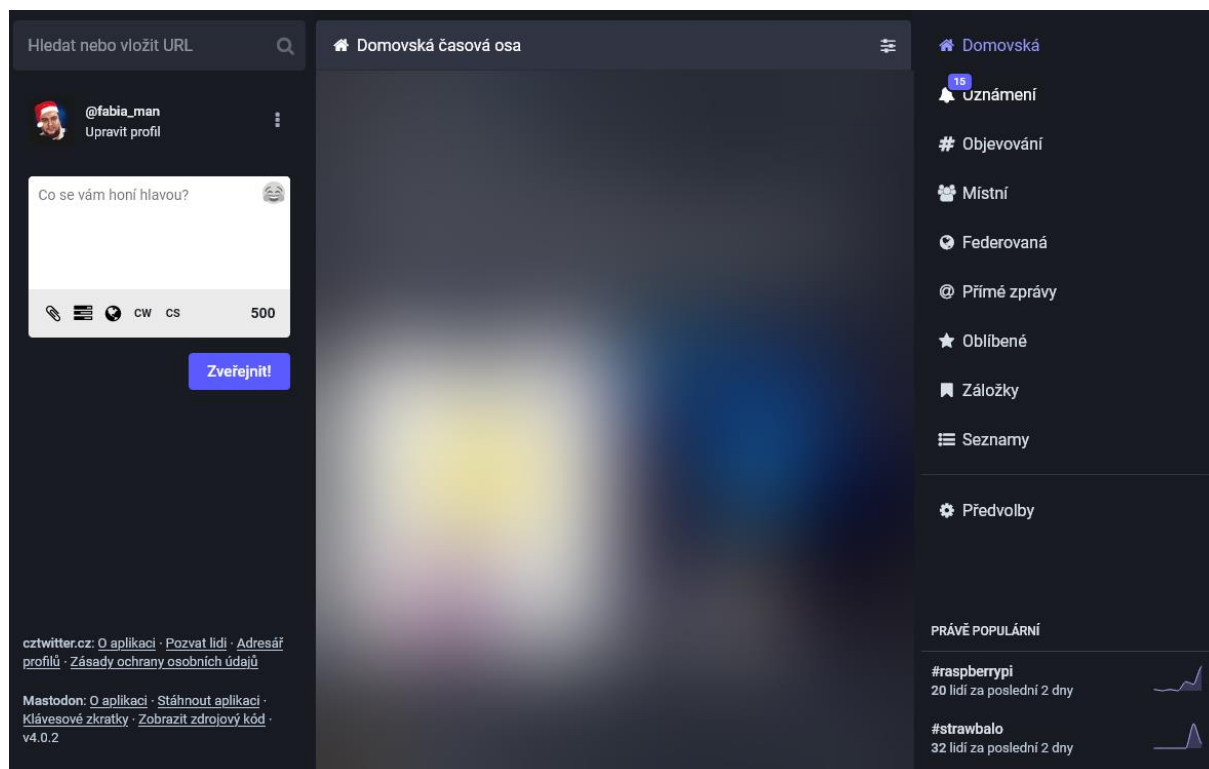 Hledat nebo vložit URL
@fabia_man
Upravit profil
Co se vám honí hlavou?
CW CS 500
Zveřejnit!
cztwitter.cz: O aplikaci · Pozvat lidi · Adresář
profilů · Zásady ochrany osobních údajů
Mastodon: O aplikaci · Stáhnout aplikaci ·
Klávesové zkratky · Zobrazit zdrojový kód ·
v4.0.2
Domovská časová osa
Domovská
15
Oznámení
# Objevování
Místní
Federovaná
@ Přímé zprávy
Oblíbené
Záložky
Seznamy
Předvolby
PRÁVĚ POPULÁRNÍ
#raspberrypi
20 lidí za poslední 2 dny
#strawbalo
32 lidí za poslední 2 dny